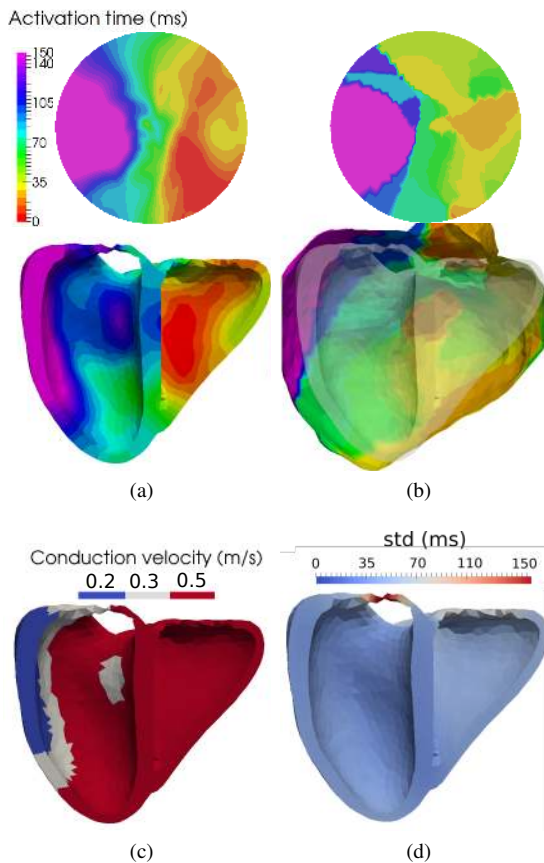 Activation time (ms)
150
140
105
70
35
0
(a)
(b)
Conduction velocity (m/s)
0.2 0.3 0.5
std (ms)
0 35 70 110 150
(c)
(d)